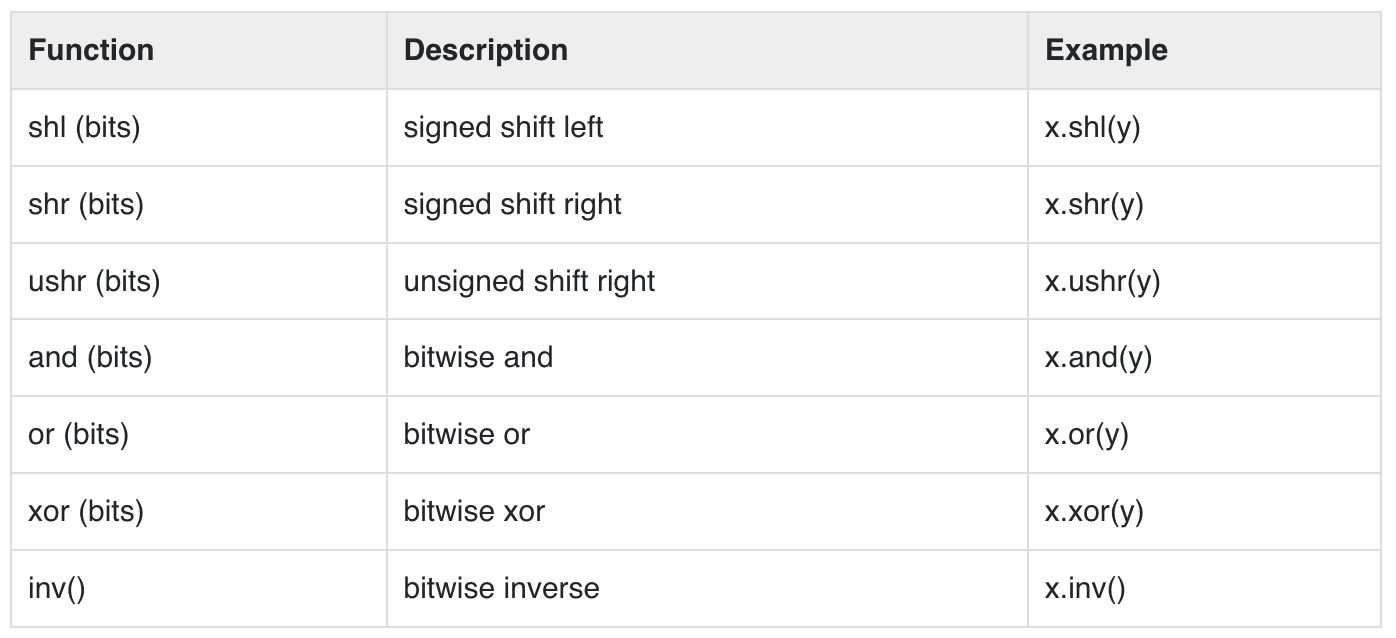 Function Description Example
shl (bits) signed shift left x.shl(y)
shr (bits) signed shift right x.shr(y)
ushr (bits) unsigned shift right x.ushr(y)
and (bits) bitwise and x.and(y)
or (bits) bitwise or x.or(y)
xor (bits) bitwise xor x.xor(y)
inv() bitwise inverse x.inv()